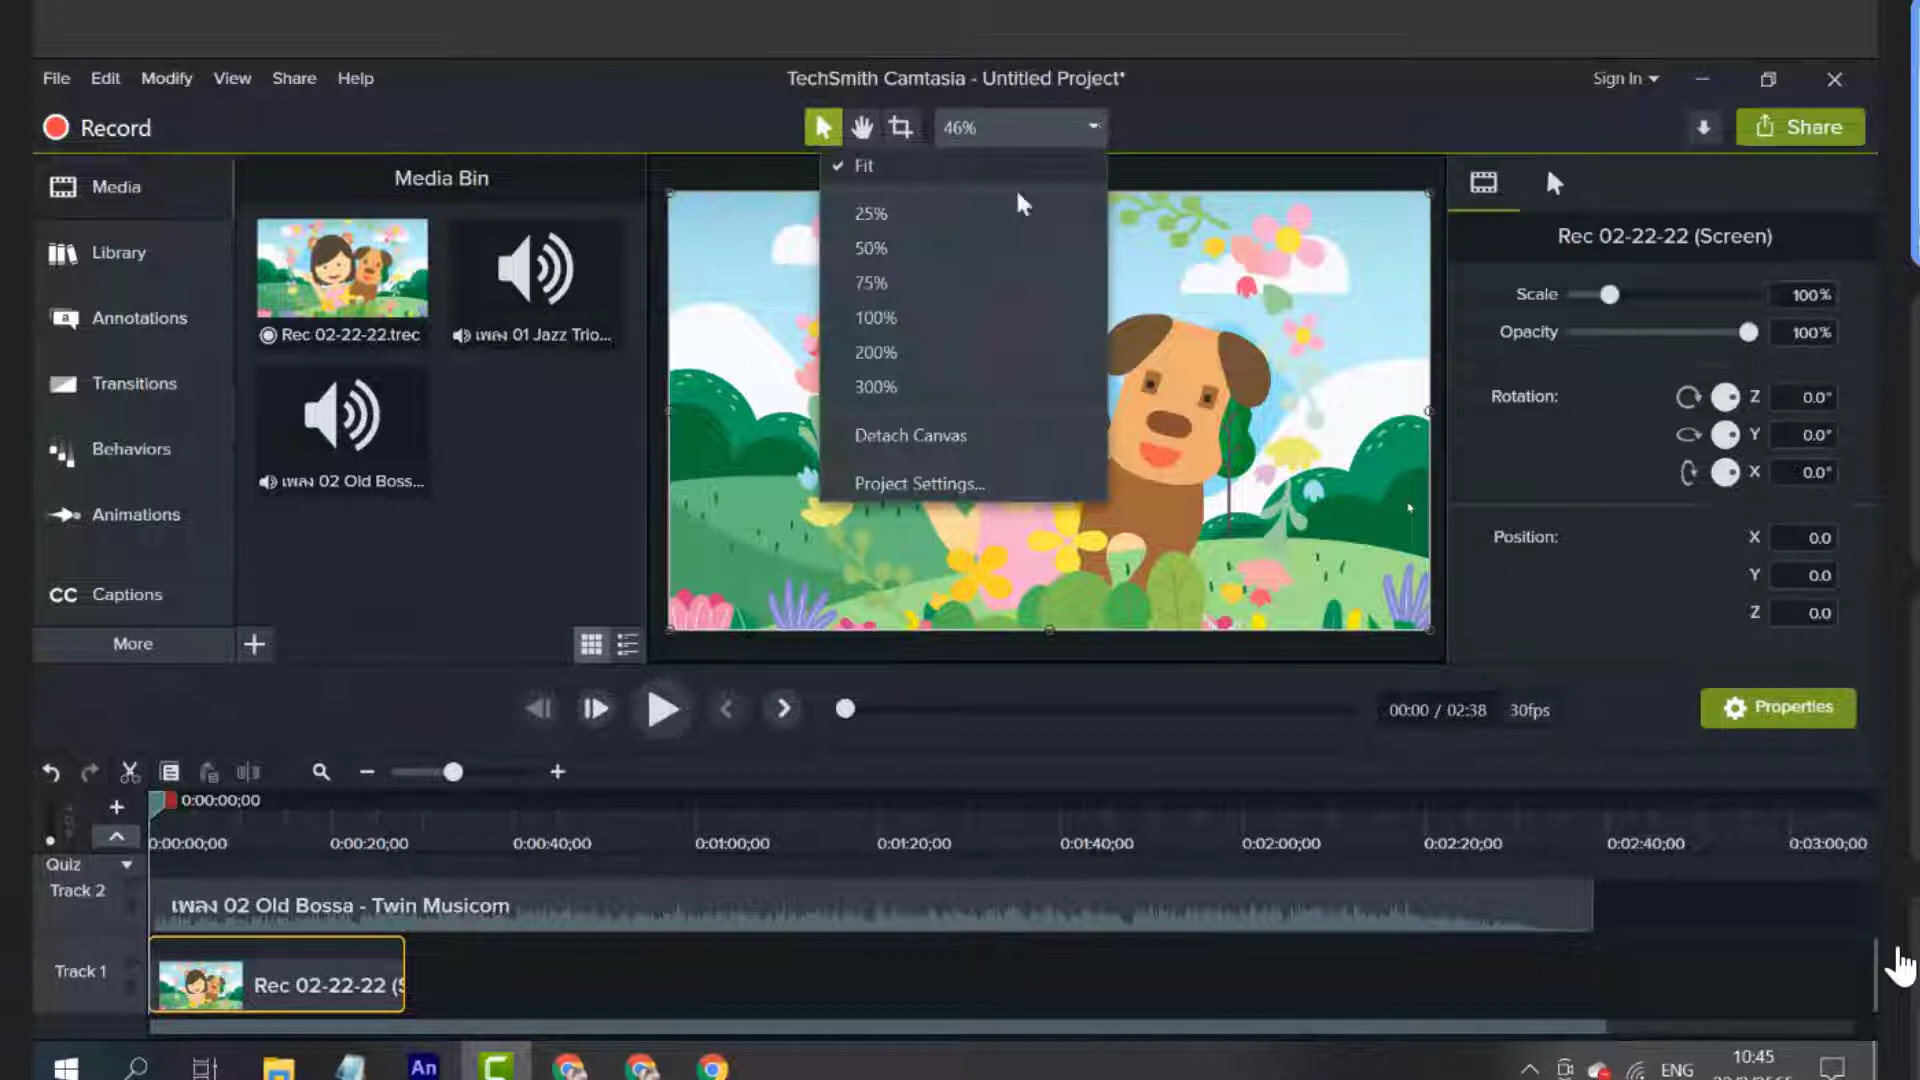 File Edit Modify View Share Help
TechSmith Camtasia - Untitled Project*
Sign In
Record
46%
Share
Fit
25%
50%
75%
100%
200%
300%
Detach Canvas
Project Settings...
Media
Library
Annotations
Transitions
Behaviors
Animations
CC Captions
More
Media Bin
Rec 02-22-22.trec
เพลง 01 Jazz Trio...
เพลง 02 Old Boss...
Rec 02-22-22 (Screen)
Scale 100%
Opacity 100%
Rotation: Z 0.0°
Y 0.0°
X 0.0°
Position: X 0.0
Y 0.0
Z 0.0
00:00 / 02:38 30fps
Properties
0:00:00;00
0:00:00;00 0:00:20;00 0:00:40;00 0:01:00;00 0:01:20;00 0:01:40;00 0:02:00;00 0:02:20;00 0:02:40;00 0:03:00;00
Quiz
Track 2
เพลง 02 Old Bossa - Twin Musicom
Track 1
Rec 02-22-22 (S
An
ENG
10:45